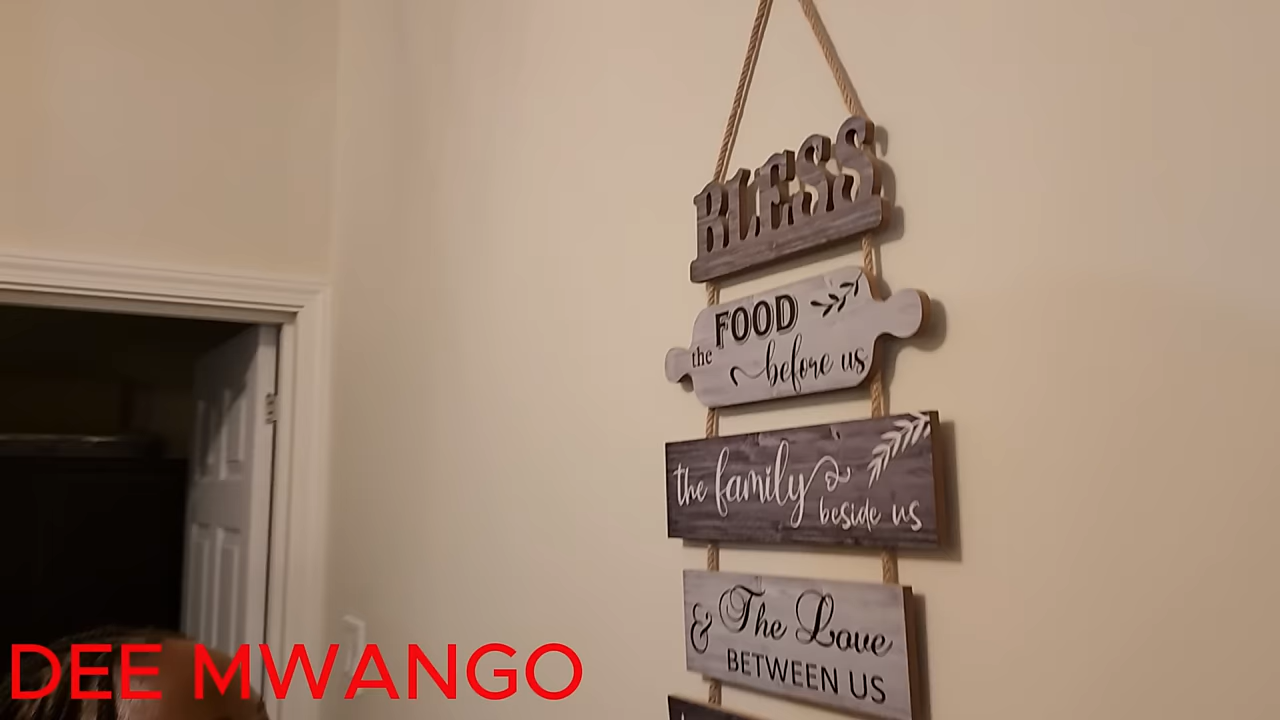 BLESS
the FOOD
before us
the family
beside us
& The Love
BETWEEN US
DEE MWANGO